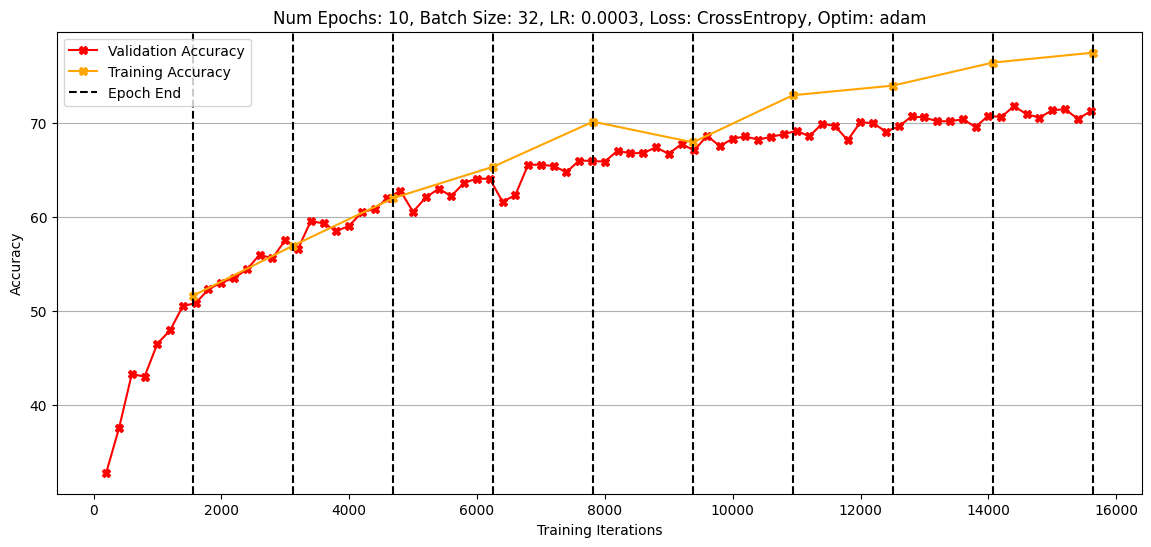 Num Epochs: 10, Batch Size: 32, LR: 0.0003, Loss: CrossEntropy, Optim: adam
Validation Accuracy
Training Accuracy
Epoch End
Accuracy
70
60
50
40
0 2000 4000 6000 8000 10000 12000 14000 16000
Training Iterations